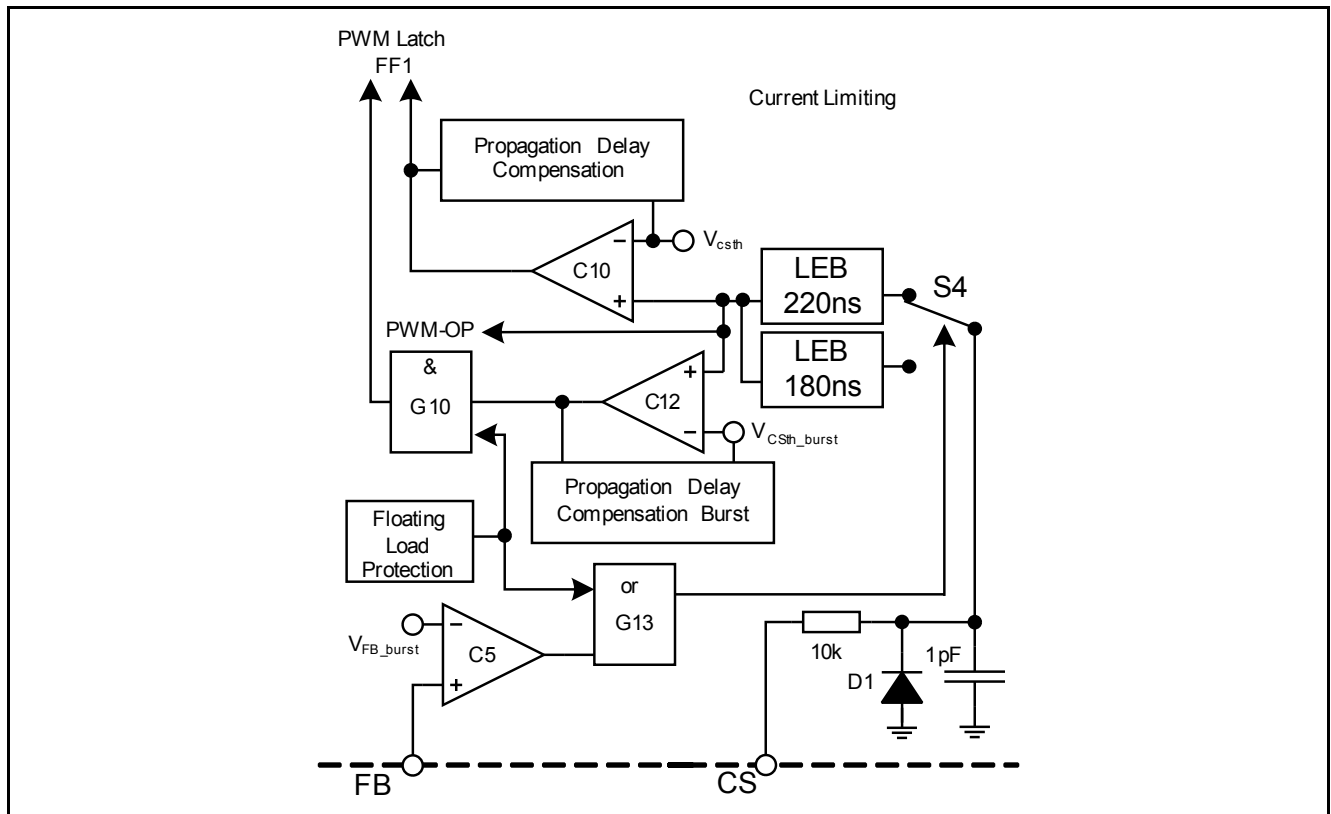 PWM Latch
FF1
Current Limiting
Propagation Delay
Compensation
Vcsth
C10
LEB
220ns
S4
PWM-OP
LEB
180ns
&
G10
C12
VCSth_burst
Propagation Delay
Compensation Burst
Floating
Load
Protection
or
G13
VFB_burst
C5
10k
1pF
D1
FB
CS